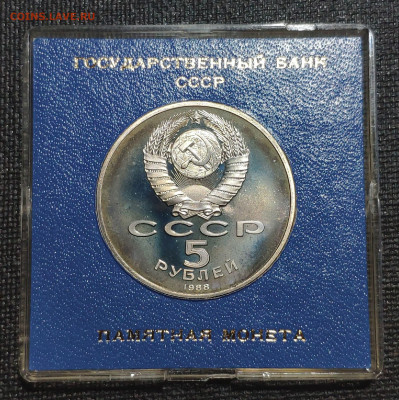 ГОСУДАРСТВЕННЫЙ БАНК
СССР
СССР
5
РУБЛЕЙ
1988
ПАМЯТНАЯ МОНЕТА